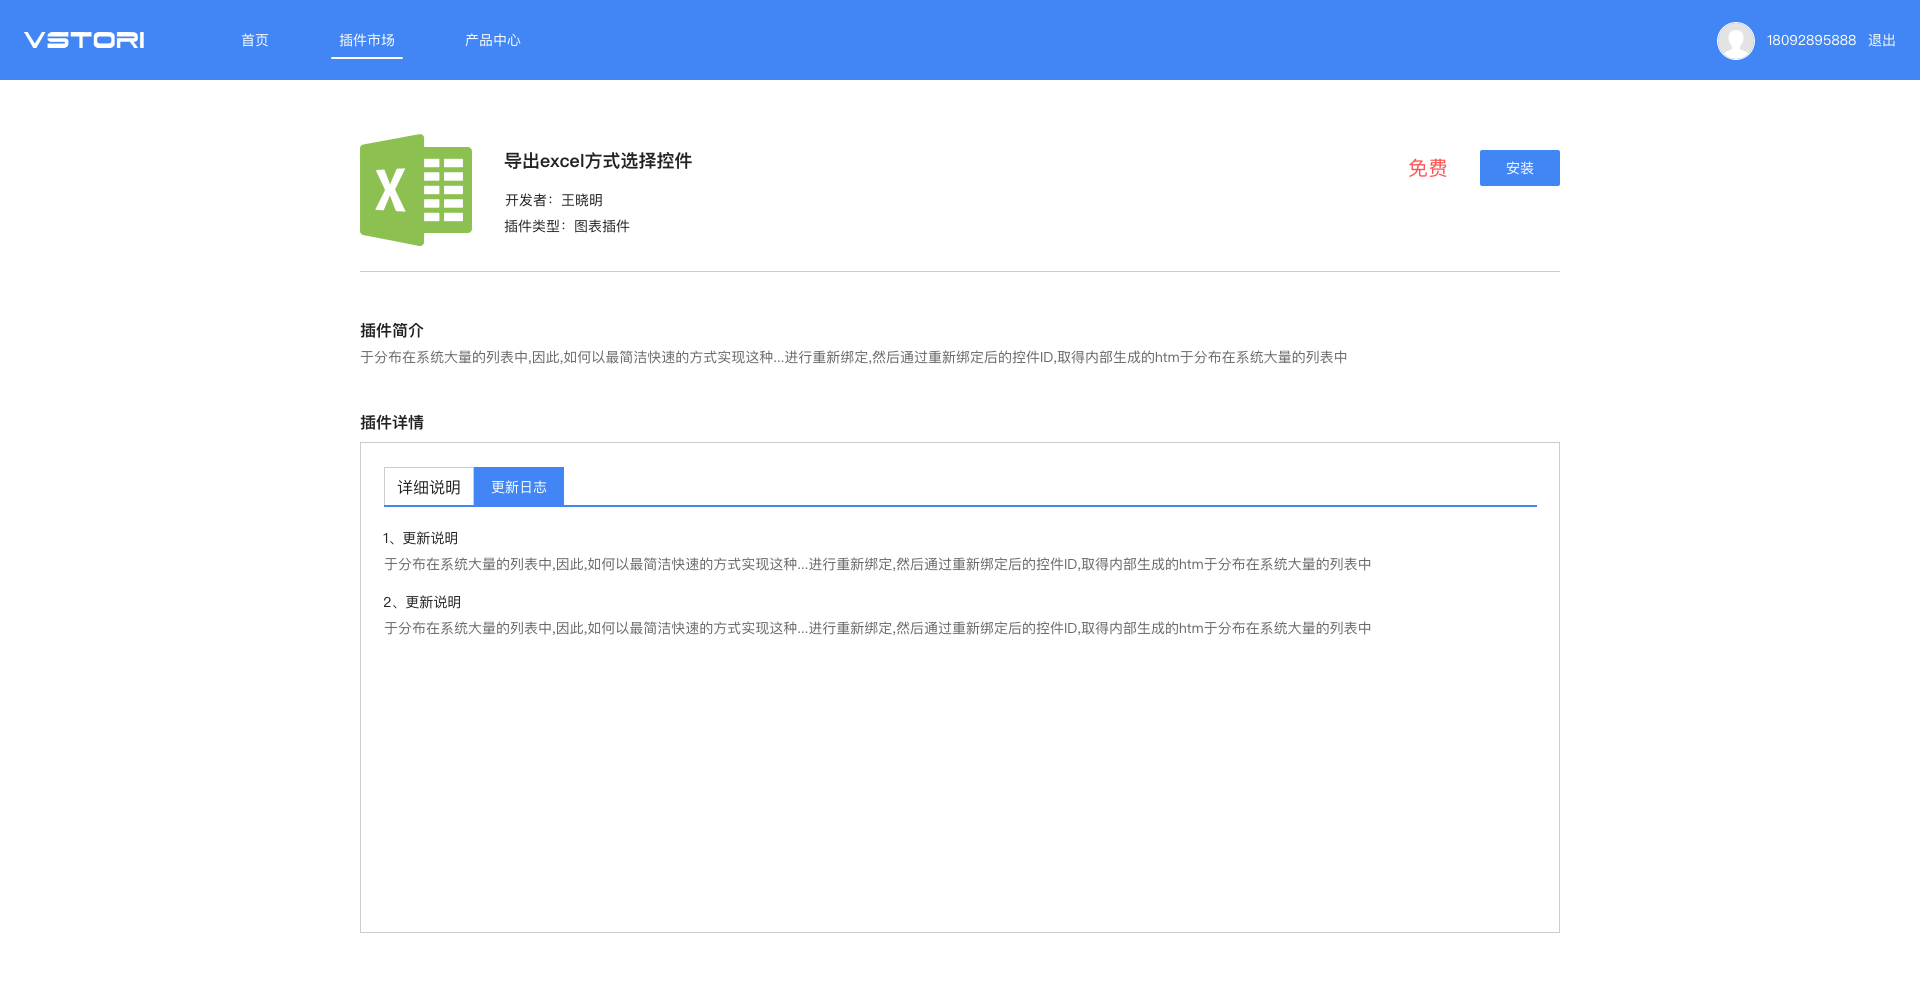 VSTORI 首页 插件市场 产品中心 18092895888 退出
导出excel方式选择控件
免费 安装
开发者：王晓明
插件类型：图表插件
插件简介
于分布在系统大量的列表中,因此,如何以最简洁快速的方式实现这种...进行重新绑定,然后通过重新绑定后的控件ID,取得内部生成的htm于分布在系统大量的列表中
插件详情
详细说明 更新日志
1、更新说明
于分布在系统大量的列表中,因此,如何以最简洁快速的方式实现这种...进行重新绑定,然后通过重新绑定后的控件ID,取得内部生成的htm于分布在系统大量的列表中
2、更新说明
于分布在系统大量的列表中,因此,如何以最简洁快速的方式实现这种...进行重新绑定,然后通过重新绑定后的控件ID,取得内部生成的htm于分布在系统大量的列表中